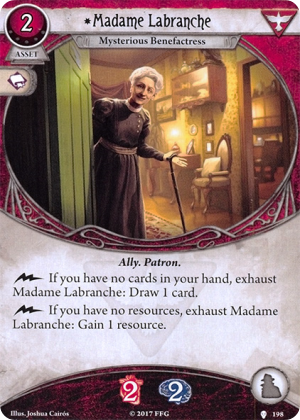 2
*Madame Labranche
Mysterious Benefactress
ASSET
Ally. Patron.
If you have no cards in your hand, exhaust
Madame Labranche: Draw 1 card.
If you have no resources, exhaust Madame
Labranche: Gain 1 resource.
2 2
Illus. Joshua Cairós © 2017 FFG 198